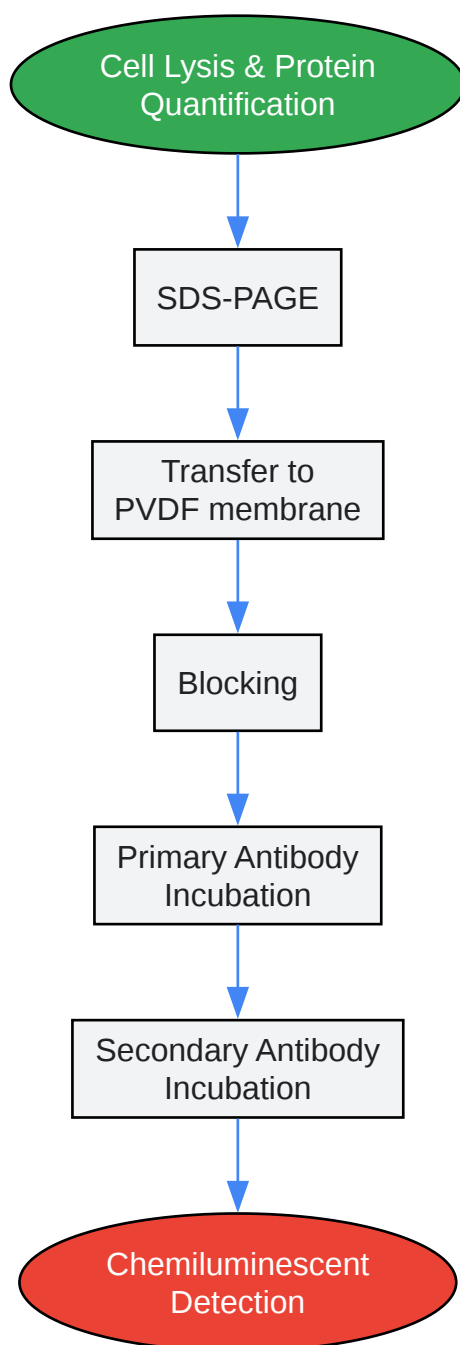 Cell Lysis & Protein
Quantification
SDS-PAGE
Transfer to
PVDF membrane
Blocking
Primary Antibody
Incubation
Secondary Antibody
Incubation
Chemiluminescent
Detection